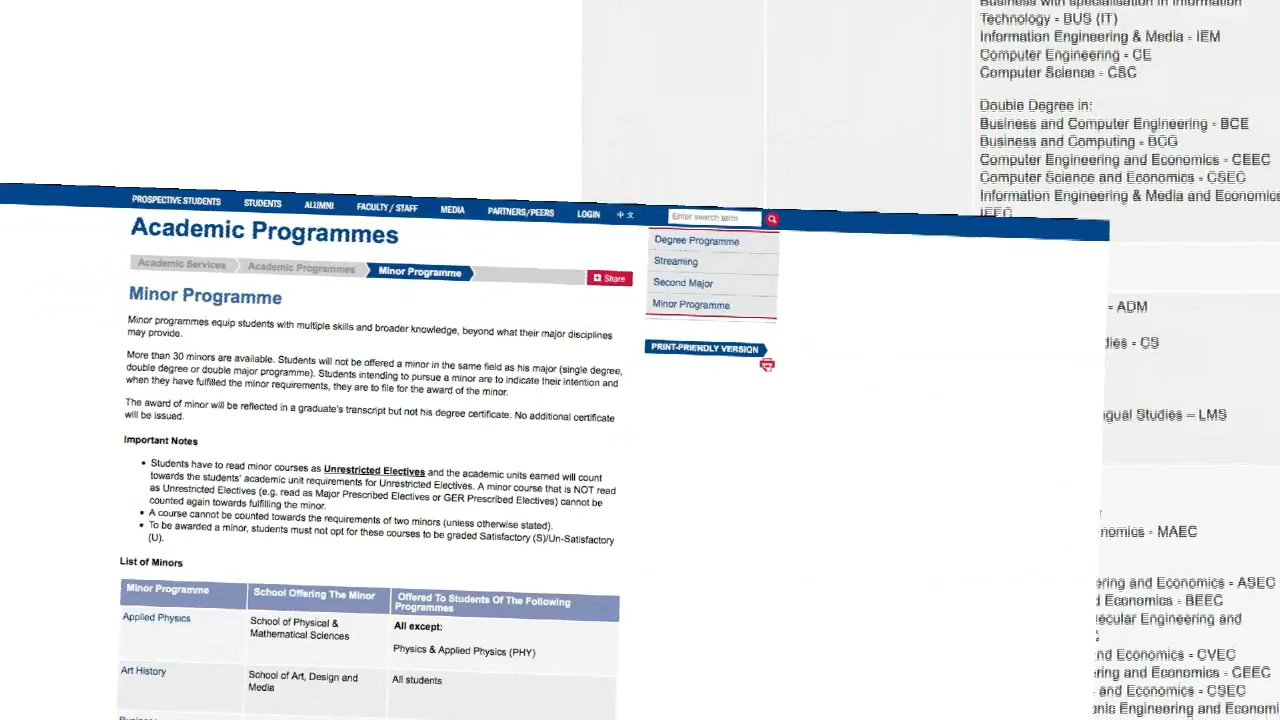 Business with specialisation in Information
Technology - BUS (IT)
Information Engineering & Media - IEM
Computer Engineering - CE
Computer Science - CSC
Double Degree in:
Business and Computer Engineering - BCE
Business and Computing - BCG
Computer Engineering and Economics - CEEC
Computer Science and Economics - CSEC
Information Engineering & Media and Economics
IEEC
PROSPECTIVE STUDENTS STUDENTS ALUMNI FACULTY / STAFF MEDIA PARTNERS/PEERS LOGIN 中 文 Enter search term
Academic Programmes
Academic Services Academic Programmes Minor Programme Share
Degree Programme
Streaming
Second Major
Minor Programme
PRINT-FRIENDLY VERSION
Minor Programme
Minor programmes equip students with multiple skills and broader knowledge, beyond what their major disciplines
may provide.
More than 30 minors are available. Students will not be offered a minor in the same field as his major (single degree,
double degree or double major programme). Students intending to pursue a minor are to indicate their intention and
when they have fulfilled the minor requirements, they are to file for the award of the minor.
The award of minor will be reflected in a graduate's transcript but not his degree certificate. No additional certificate
will be issued.
Important Notes
• Students have to read minor courses as Unrestricted Electives and the academic units earned will count
towards the students' academic unit requirements for Unrestricted Electives. A minor course that is NOT read
as Unrestricted Electives (e.g. read as Major Prescribed Electives or GER Prescribed Electives) cannot be
counted again towards fulfilling the minor.
• A course cannot be counted towards the requirements of two minors (unless otherwise stated).
• To be awarded a minor, students must not opt for these courses to be graded Satisfactory (S)/Un-Satisfactory
(U).
List of Minors
Minor Programme School Offering The Minor Offered To Students Of The Following
Programmes
Applied Physics School of Physical &
Mathematical Sciences
All except:
Physics & Applied Physics (PHY)
Art History School of Art, Design and
Media
All students
= ADM
dies - CS
gual Studies – LMS
nomics - MAEC
ering and Economics - ASEC
d Economics - BEEC
ecular Engineering and
nd Economics - CVEC
ring and Economics - CEEC
and Economics - CSEC
onic Engineering and Economi